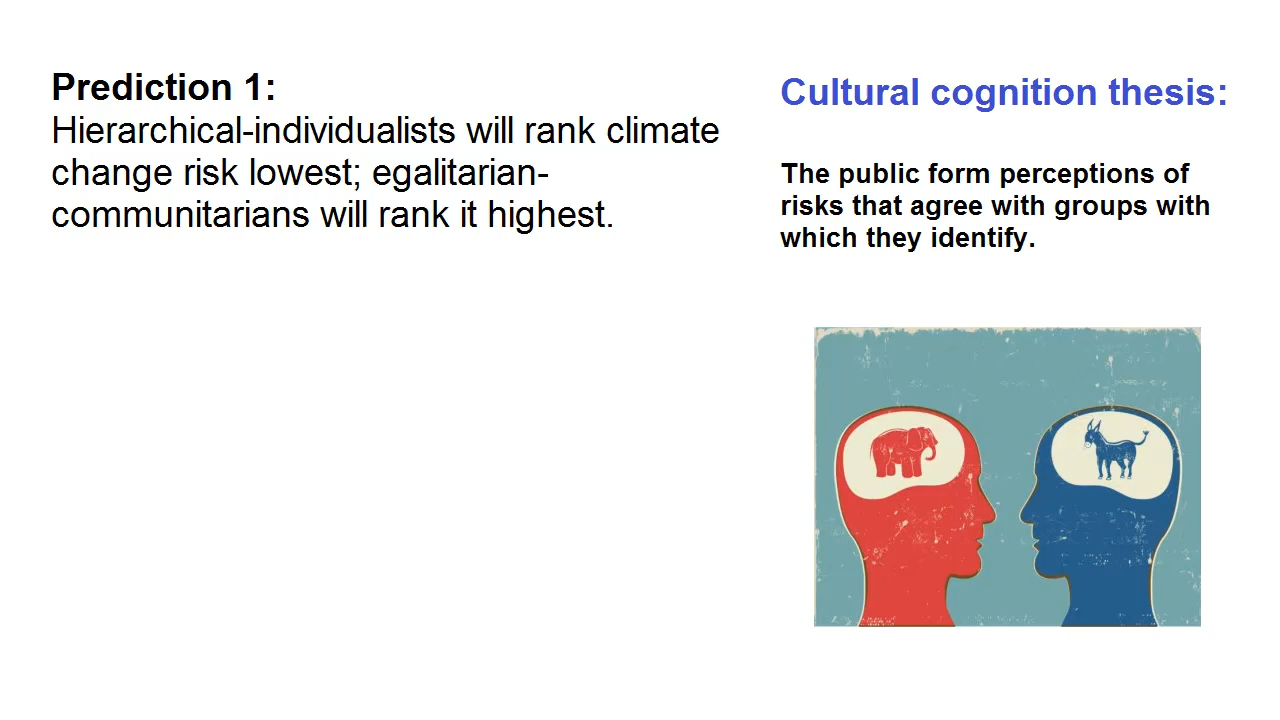 Prediction 1:
Hierarchical-individualists will rank climate
change risk lowest; egalitarian-
communitarians will rank it highest.
Cultural cognition thesis:
The public form perceptions of
risks that agree with groups with
which they identify.